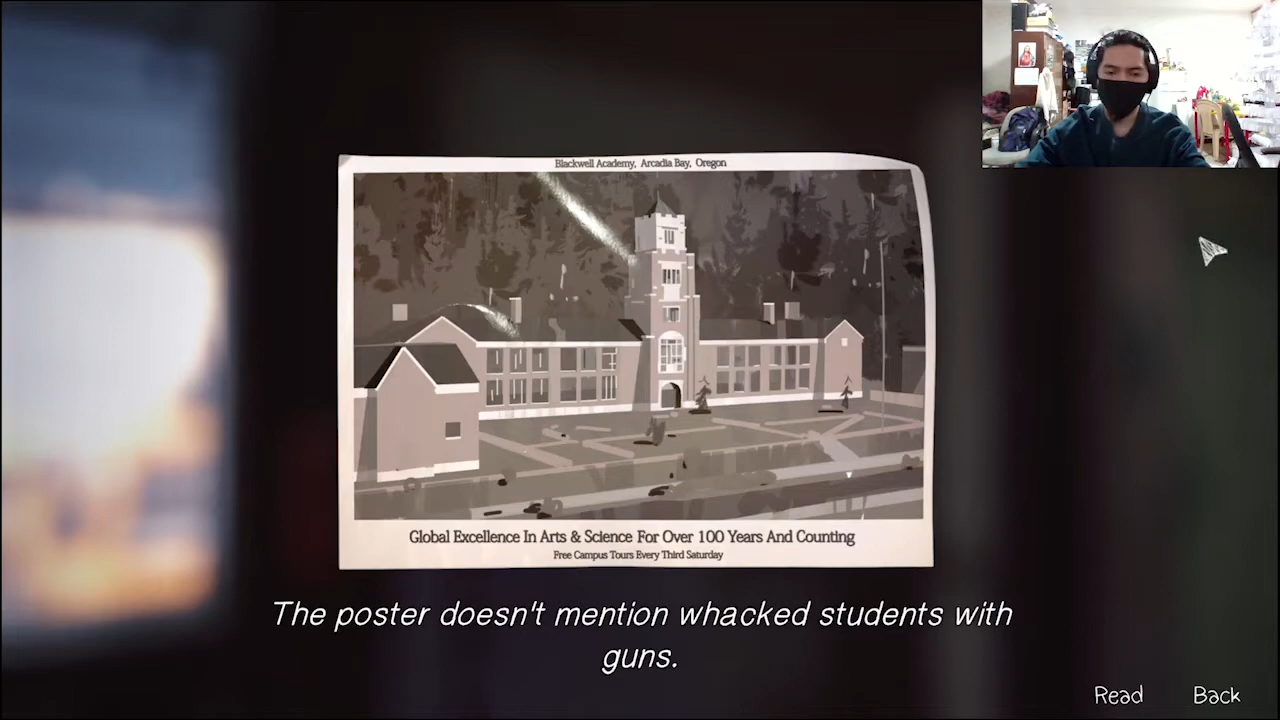 Blackwell Academy, Arcadia Bay, Oregon
Global Excellence In Arts & Science For Over 100 Years And Counting
Free Campus Tours Every Third Saturday
The poster doesn't mention whacked students with
guns.
Read Back